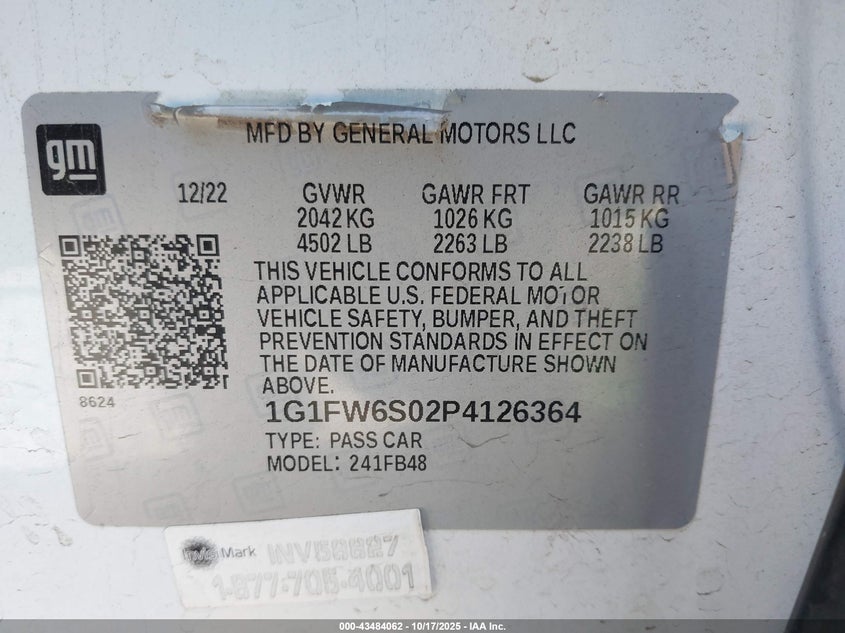 MFD BY GENERAL MOTORS LLC
gm
12/22 GVWR GAWR FRT GAWR RR
2042 KG 1026 KG 1015 KG
4502 LB 2263 LB 2238 LB
THIS VEHICLE CONFORMS TO ALL
APPLICABLE U.S. FEDERAL MOTOR
VEHICLE SAFETY, BUMPER, AND THEFT
PREVENTION STANDARDS IN EFFECT ON
THE DATE OF MANUFACTURE SHOWN
ABOVE.
8624
1G1FW6S02P4126364
TYPE: PASS CAR
MODEL: 241FB48
Mark
1-877-705-4001
000-43484062 - 10/17/2025 - IAA Inc.